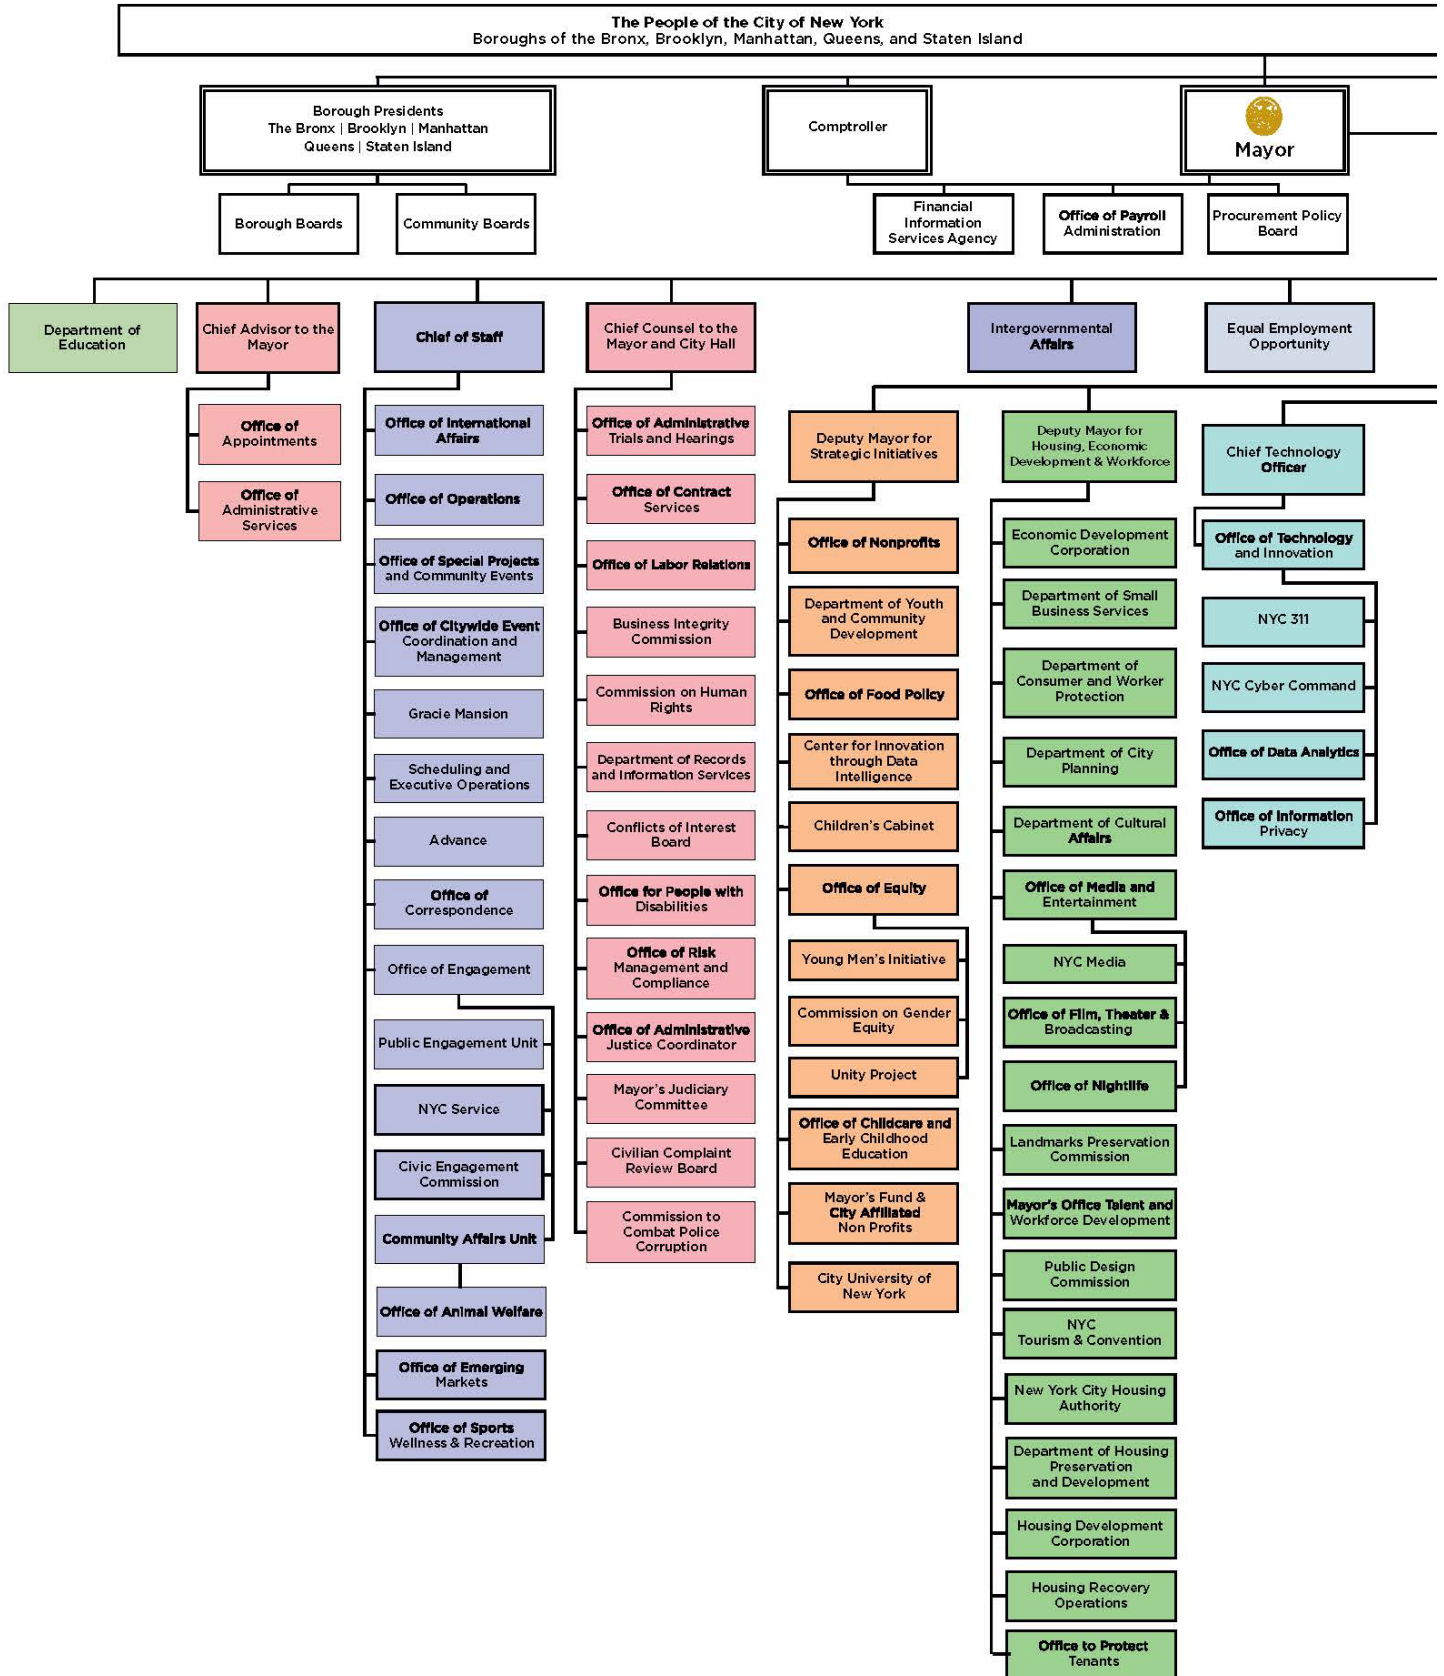 The People of the City of New York
Boroughs of the Bronx, Brooklyn, Manhattan, Queens, and Staten Island
Borough Presidents
The Bronx | Brooklyn | Manhattan
Queens | Staten Island
Comptroller
Mayor
Borough Boards
Community Boards
Financial
Information
Services Agency
Office of Payroll
Administration
Procurement Policy
Board
Department of
Education
Chief Advisor to the
Mayor
Chief of Staff
Chief Counsel to the
Mayor and City Hall
Intergovernmental
Affairs
Equal Employment
Opportunity
Office of
Appointments
Office of
Administrative
Services
Office of International
Affairs
Office of Operations
Office of Special Projects
and Community Events
Office of Citywide Event
Coordination and
Management
Gracie Mansion
Scheduling and
Executive Operations
Advance
Office of
Correspondence
Office of Engagement
Public Engagement Unit
NYC Service
Civic Engagement
Commission
Community Affairs Unit
Office of Animal Welfare
Office of Emerging
Markets
Office of Sports
Wellness & Recreation
Office of Administrative
Trials and Hearings
Office of Contract
Services
Office of Labor Relations
Business Integrity
Commission
Commission on Human
Rights
Department of Records
and Information Services
Conflicts of Interest
Board
Office for People with
Disabilities
Office of Risk
Management and
Compliance
Office of Administrative
Justice Coordinator
Mayor's Judiciary
Committee
Civilian Complaint
Review Board
Commission to
Combat Police
Corruption
Deputy Mayor for
Strategic Initiatives
Office of Nonprofits
Department of Youth
and Community
Development
Office of Food Policy
Center for Innovation
through Data
Intelligence
Children's Cabinet
Office of Equity
Young Men's Initiative
Commission on Gender
Equity
Unity Project
Office of Childcare and
Early Childhood
Education
Mayor's Fund &
City Affiliated
Non Profits
City University of
New York
Deputy Mayor for
Housing, Economic
Development & Workforce
Economic Development
Corporation
Department of Small
Business Services
Department of
Consumer and Worker
Protection
Department of City
Planning
Department of Cultural
Affairs
Office of Media and
Entertainment
NYC Media
Office of Film, Theater &
Broadcasting
Office of Nightlife
Landmarks Preservation
Commission
Mayor's Office Talent and
Workforce Development
Public Design
Commission
NYC
Tourism & Convention
New York City Housing
Authority
Department of Housing
Preservation
and Development
Housing Development
Corporation
Housing Recovery
Operations
Office to Protect
Tenants
Chief Technology
Officer
Office of Technology
and Innovation
NYC 311
NYC Cyber Command
Office of Data Analytics
Office of Information
Privacy